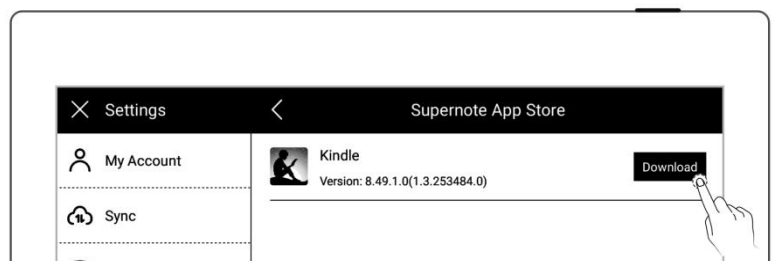 Settings
Supernote App Store
My Account
Kindle
Version: 8.49.1.0(1.3.253484.0)
Download
Sync